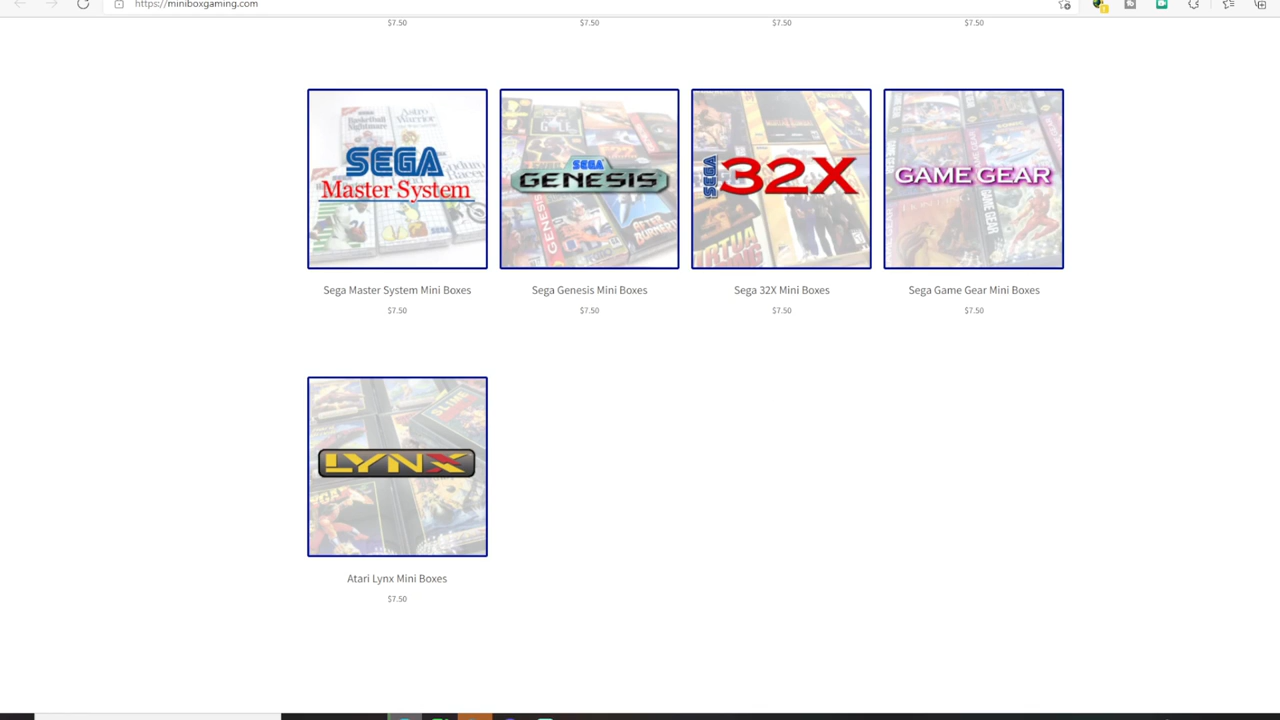 https://miniboxgaming.com
$7.50 $7.50 $7.50 $7.50
SEGA
Master System
SEGA
GENESIS
SEGA 32X
GAME GEAR
Sega Master System Mini Boxes Sega Genesis Mini Boxes Sega 32X Mini Boxes Sega Game Gear Mini Boxes
$7.50 $7.50 $7.50 $7.50
LYNX
Atari Lynx Mini Boxes
$7.50